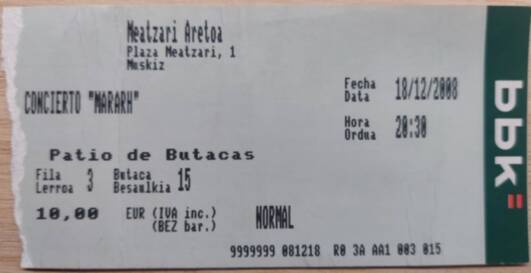 Meatzari Aretoa
Plaza Meatzari, 1
Muskiz
CONCIERTO "MARARH"
Fecha
Data 18/12/2008
Hora
Ordua 20:30
Patio de Butacas
Fila
Lerroa 3
Butaca
Besaulkia 15
10,00 EUR (IVA inc.)
(BEZ bar.)
NORMAL
9999999 081218 R0 3A AA1 003 015
bbk=